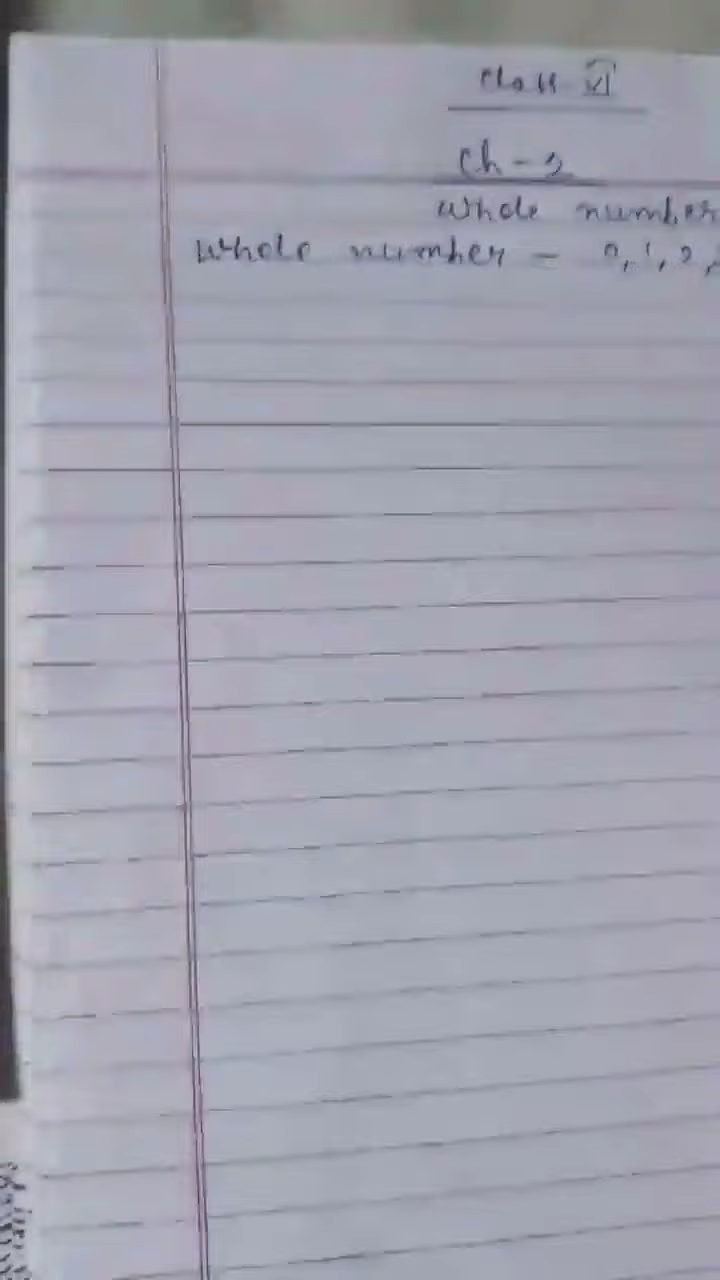 Class - VI
Ch - 2
Whole number
Whole number - 0, 1, 2,